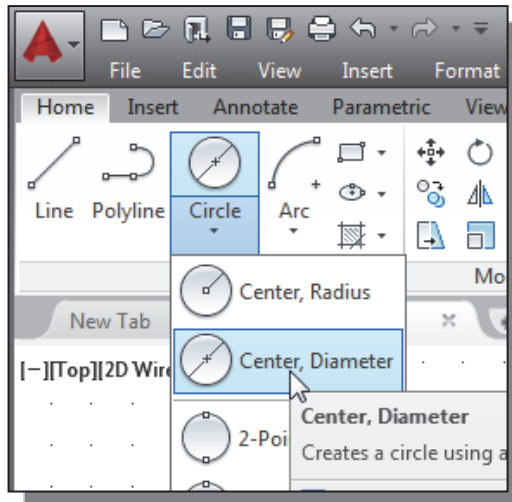 File Edit View Insert Format
Home Insert Annotate Parametric View
Line Polyline Circle Arc
Mo
Center, Radius
New Tab
Center, Diameter
[−][Top][2D Wire
2-Poi
Center, Diameter
Creates a circle using a